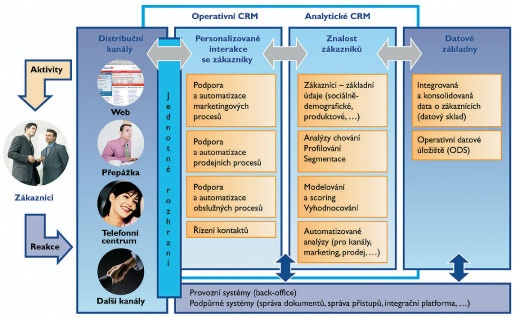 Operativní CRM
Analytické CRM
Distribuční
kanály
Personalizované
interakce
se zákazníky
Znalost
zákazníků
Datové
základny
Aktivity
Zákazníci
Reakce
Web
Přepážka
Telefonní
centrum
Další kanály
Jednotné rozhraní
Podpora
a automatizace
marketingových
procesů
Podpora
a automatizace
prodejních procesů
Podpora
a automatizace
obslužných procesů
Řízení kontaktů
Zákazníci – základní
údaje (sociálně-
demografické,
produktové, …)
Analýzy chování
Profilování
Segmentace
Modelování
a scoring
Vyhodnocování
Automatizované
analýzy (pro kanály,
marketing, prodej, …)
Integrovaná
a konsolidovaná
data o zákaznících
(datový sklad)
Operativní datové
úložiště (ODS)
Provozní systémy (back-office)
Podpůrné systémy (správa dokumentů, správa přístupů, integrační platforma, …)